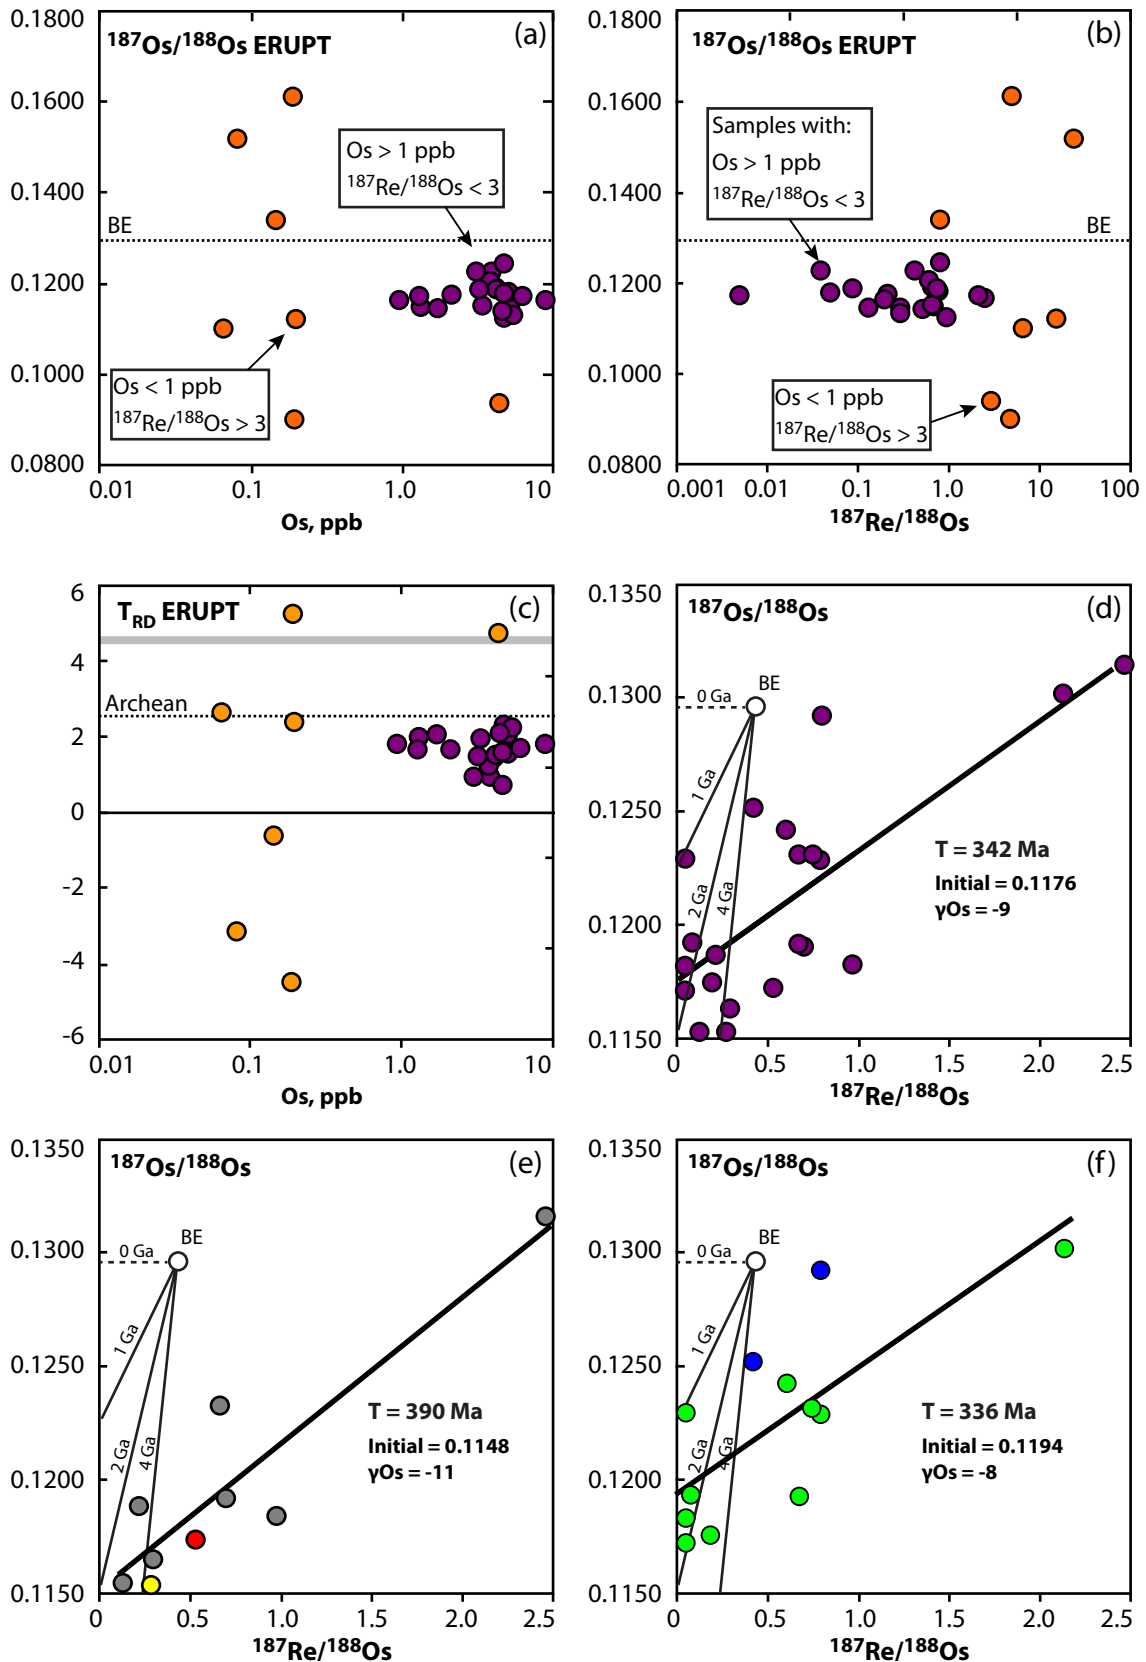 (a)
¹⁸⁷Os/¹⁸⁸Os ERUPT
0.1800
0.1600
0.1400
0.1200
0.1000
0.0800
Os > 1 ppb
¹⁸⁷Re/¹⁸⁸Os < 3
BE
Os < 1 ppb
¹⁸⁷Re/¹⁸⁸Os > 3
0.01
0.1
1.0
10
Os, ppb
(b)
¹⁸⁷Os/¹⁸⁸Os ERUPT
0.1800
0.1600
0.1400
0.1200
0.1000
0.0800
Samples with:
Os > 1 ppb
¹⁸⁷Re/¹⁸⁸Os < 3
BE
Os < 1 ppb
¹⁸⁷Re/¹⁸⁸Os > 3
0.001
0.01
0.1
1.0
10
100
¹⁸⁷Re/¹⁸⁸Os
(c)
T_RD ERUPT
6
4
2
0
-2
-4
-6
Archean
0.01
0.1
1.0
10
Os, ppb
(d)
¹⁸⁷Os/¹⁸⁸Os
0.1350
0.1300
0.1250
0.1200
0.1150
BE
0 Ga
1 Ga
2 Ga
4 Ga
T = 342 Ma
Initial = 0.1176
γOs = -9
0
0.5
1.0
1.5
2.0
2.5
¹⁸⁷Re/¹⁸⁸Os
(e)
¹⁸⁷Os/¹⁸⁸Os
0.1350
0.1300
0.1250
0.1200
0.1150
BE
0 Ga
1 Ga
2 Ga
4 Ga
T = 390 Ma
Initial = 0.1148
γOs = -11
0
0.5
1.0
1.5
2.0
2.5
¹⁸⁷Re/¹⁸⁸Os
(f)
¹⁸⁷Os/¹⁸⁸Os
0.1350
0.1300
0.1250
0.1200
0.1150
BE
0 Ga
1 Ga
2 Ga
4 Ga
T = 336 Ma
Initial = 0.1194
γOs = -8
0
0.5
1.0
1.5
2.0
2.5
¹⁸⁷Re/¹⁸⁸Os